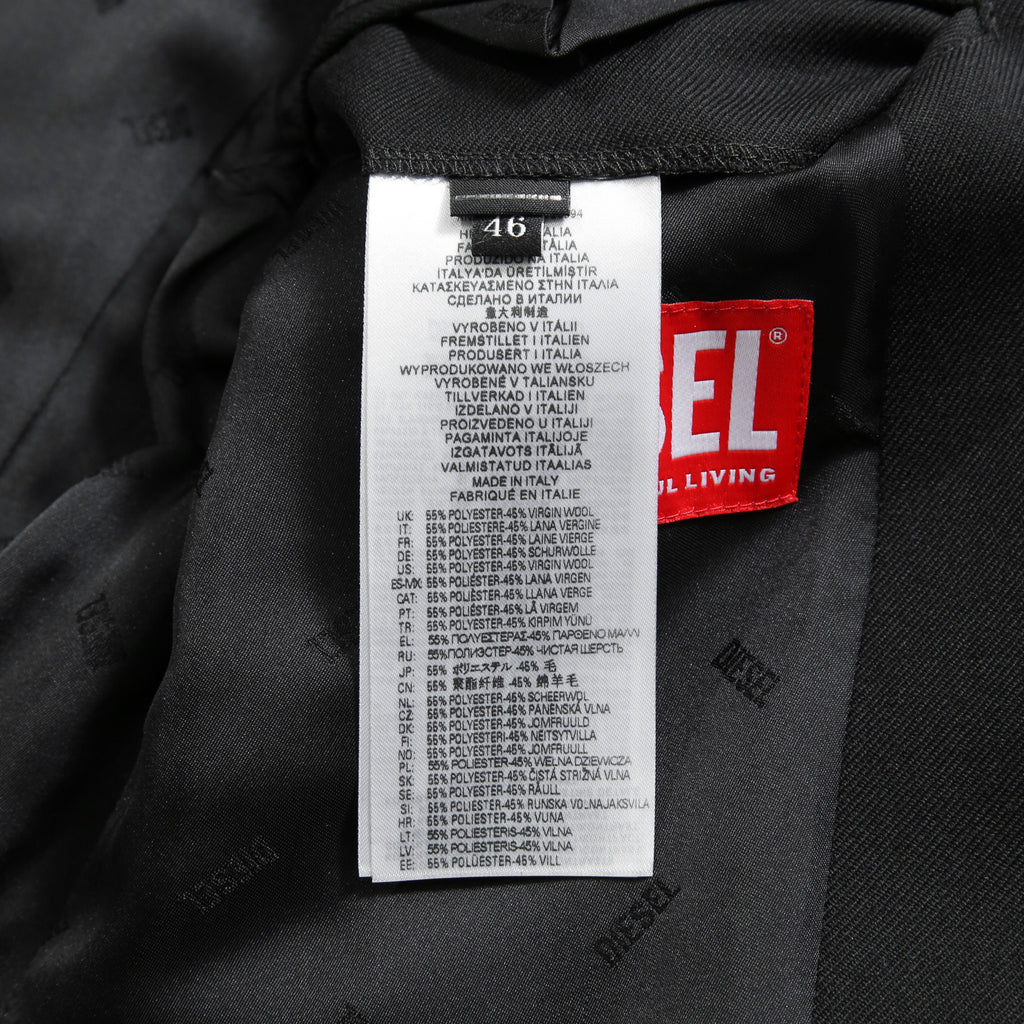 46
94
PRODUZIDO NA ITALIA
ITALYA'DA ÜRETİLMİŞTİR
ΚΑΤΑΣΚΕΥΑΣΜΕΝΟ ΣΤΗΝ ΙΤΑΛΙΑ
СДЕЛАНО В ИТАЛИИ
意大利制造
VYROBENO V ITÁLII
FREMSTILLET I ITALIEN
PRODUSERT I ITALIA
WYPRODUKOWANO WE WŁOSZECH
VYROBENÉ V TALIANSKU
TILLVERKAD I ITALIEN
IZDELANO V ITALIJI
PROIZVEDENO U ITALIJI
PAGAMINTA ITALIJOJE
IZGATAVOTS ITĀLIJĀ
VALMISTATUD ITAALIAS
MADE IN ITALY
FABRIQUÉ EN ITALIE
UK: 55% POLYESTER-45% VIRGIN WOOL
IT: 55% POLIESTERE-45% LANA VERGINE
FR: 55% POLYESTER-45% LAINE VIERGE
DE: 55% POLYESTER-45% SCHURWOLLE
US: 55% POLYESTER-45% VIRGIN WOOL
ES-MX: 55% POLIÉSTER-45% LANA VIRGEN
CAT: 55% POLIÈSTER-45% LLANA VERGE
PT: 55% POLIÉSTER-45% LÃ VIRGEM
TR: 55% POLYESTER-45% KIRPIM YÜNÜ
EL: 55% ΠΟΛΥΕΣΤΕΡΑΣ-45% ΠΑΡΘΕΝΟ ΜΑΛΛΙ
RU: 55% ПОЛИЭСТЕР-45% ЧИСТАЯ ШЕРСТЬ
JP: 55% ポリエステル -45% 毛
CN: 55% 聚酯纤维 -45% 綿羊毛
NL: 55% POLYESTER-45% SCHEERWOL
CZ: 55% POLYESTER-45% PANENSKÁ VLNA
DK: 55% POLYESTER-45% JOMFRUULD
FI: 55% POLYESTERI-45% NEITSYTVILLA
NO: 55% POLYESTER-45% JOMFRUULL
PL: 55% POLYESTER-45% WEŁNA DZIEWICZA
SK: 55% POLYESTER-45% ČISTÁ STRIŽNÁ VLNA
SE: 55% POLYESTER-45% RÅULL
SI: 55% POLIESTER-45% RUNSKA VOLNAJAKSVILA
HR: 55% POLIESTER-45% VUNA
LT: 55% POLIESTERIS-45% VILNA
LV: 55% POLIESTERIS-45% VILNA
EE: 55% POLÜESTER-45% VILL
SEL®
UL LIVING
DIESEL
DIESEL
DIESEL
DIESEL